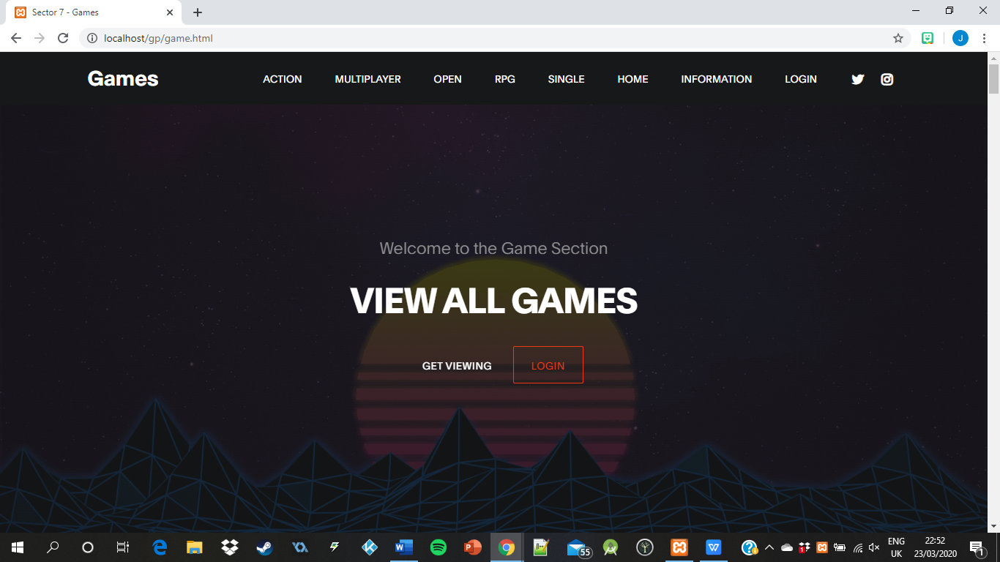 Sector 7 - Games
localhost/gp/game.html
J
Games
ACTION MULTIPLAYER OPEN RPG SINGLE HOME INFORMATION LOGIN
Welcome to the Game Section
VIEW ALL GAMES
GET VIEWING LOGIN
55
1
ENG
UK
22:52
23/03/2020
1